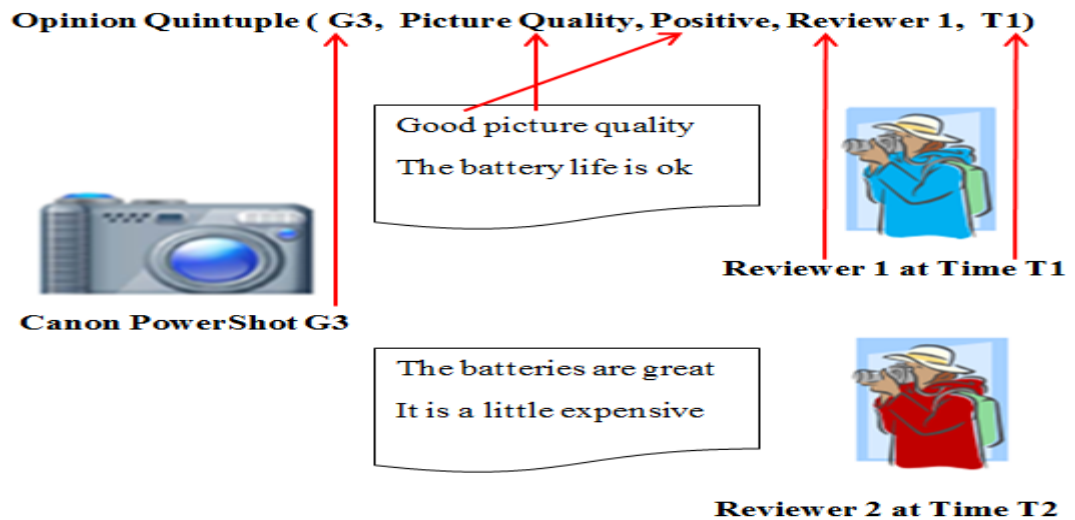 Opinion Quintuple ( G3, Picture Quality, Positive, Reviewer 1, T1)
Good picture quality
The battery life is ok
Reviewer 1 at Time T1
Canon PowerShot G3
The batteries are great
It is a little expensive
Reviewer 2 at Time T2